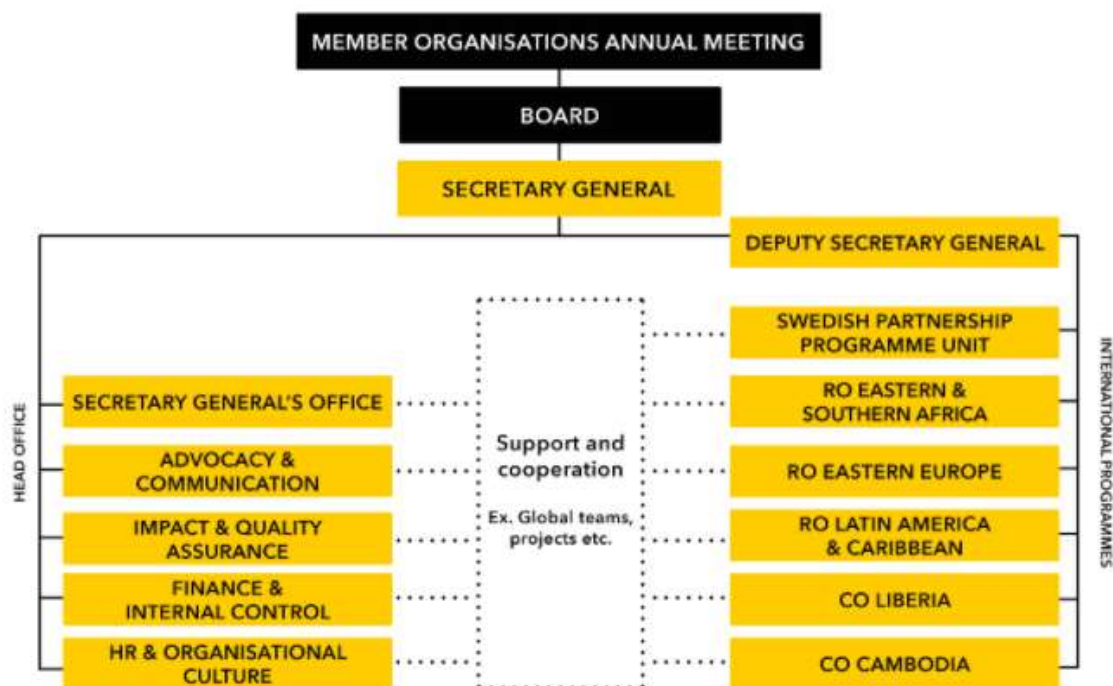 MEMBER ORGANISATIONS ANNUAL MEETING
BOARD
SECRETARY GENERAL
DEPUTY SECRETARY GENERAL
HEAD OFFICE
SECRETARY GENERAL'S OFFICE
ADVOCACY &
COMMUNICATION
IMPACT & QUALITY
ASSURANCE
FINANCE &
INTERNAL CONTROL
HR & ORGANISATIONAL
CULTURE
Support and
cooperation
Ex. Global teams,
projects etc.
SWEDISH PARTNERSHIP
PROGRAMME UNIT
RO EASTERN &
SOUTHERN AFRICA
RO EASTERN EUROPE
RO LATIN AMERICA
& CARIBBEAN
CO LIBERIA
CO CAMBODIA
INTERNATIONAL PROGRAMMES